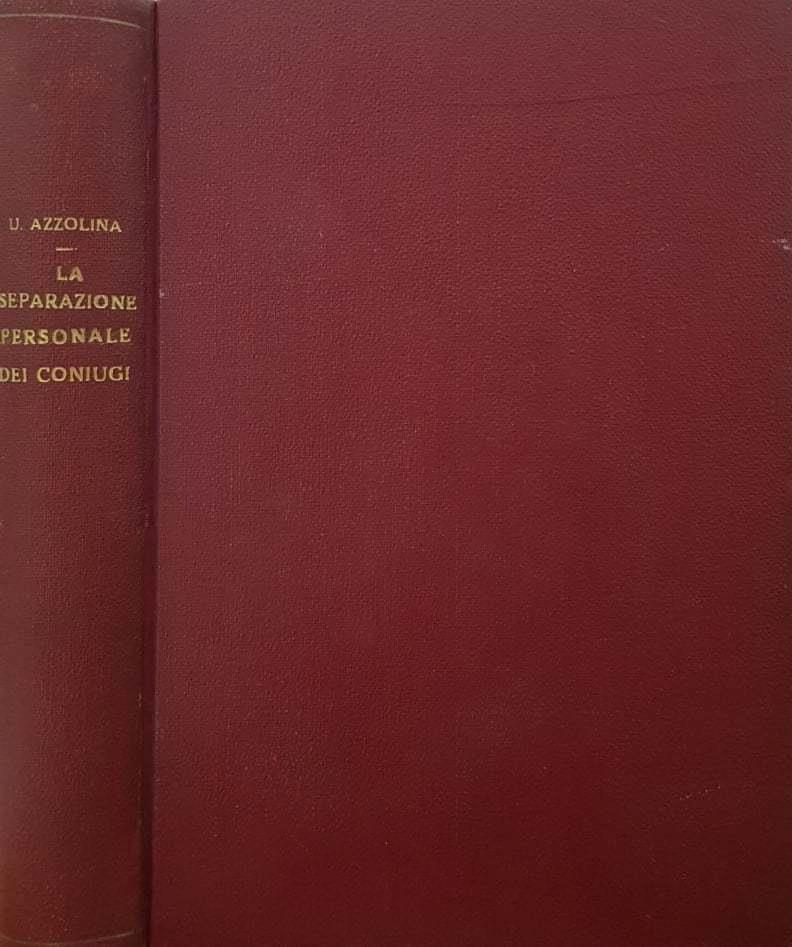 U. AZZOLINA
LA
SEPARAZIONE
PERSONALE
DEI CONIUGI